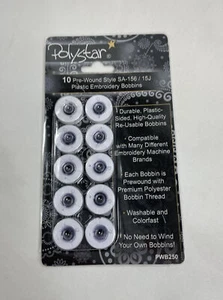 Polystar
10 Pre-Wound Style SA-156 / 15J
Plastic Embroidery Bobbins
• Durable, Plastic-
Sided, High-Quality
Re-Usable Bobbins
• Compatible
with Many Different
Embroidery Machine
Brands
• Each Bobbin is
Prewound with
Premium Polyester
Bobbin Thread
• Washable and
Colorfast
• No Need to Wind
Your Own Bobbins!
PWB250